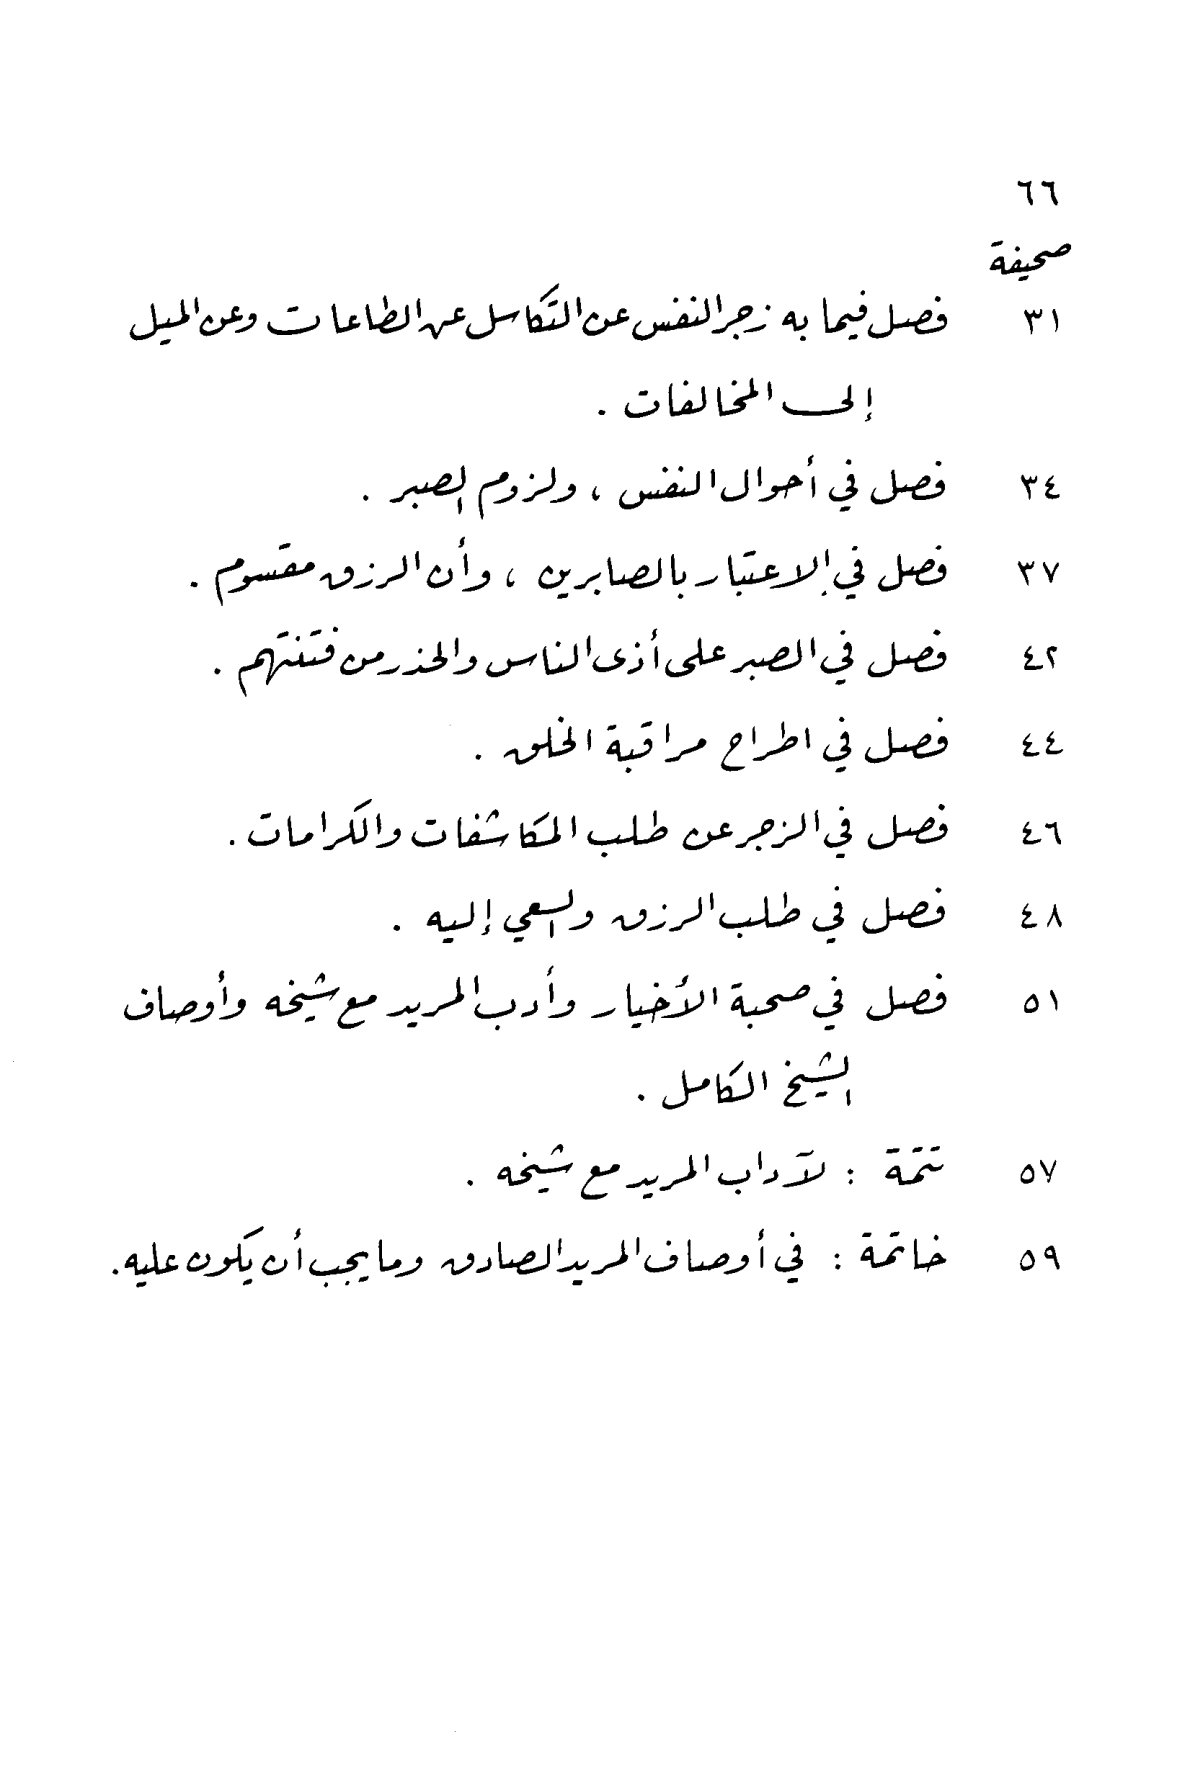 ٦٦
صحيفة
٣١ فصل فيما به زجر النفس عن التكاسل عن الطاعات وعن الميل
إلى المخالفات .
٣٤ فصل في أحوال النفس ، ولزوم الصبر .
٣٧ فصل في الاعتبار بالصابرين ، وأن الرزق مقسوم .
٤٢ فصل في الصبر على أذى الناس والحذر من فتنتهم .
٤٤ فصل في اطراح مراقبة الخلق .
٤٦ فصل في الزجر عن طلب المكاشفات والكرامات .
٤٨ فصل في طلب الرزق والسعي إليه .
٥١ فصل في صحبة الأخيار وأدب المريد مع شيخه وأوصاف
الشيخ الكامل .
٥٧ تتمة : لآداب المريد مع شيخه .
٥٩ خاتمة : في أوصاف المريد الصادق وما يجب أن يكون عليه .